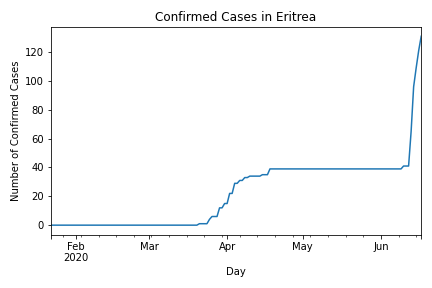 Confirmed Cases in Eritrea
Number of Confirmed Cases
120
100
80
60
40
20
0
Feb
2020
Mar
Apr
May
Jun
Day